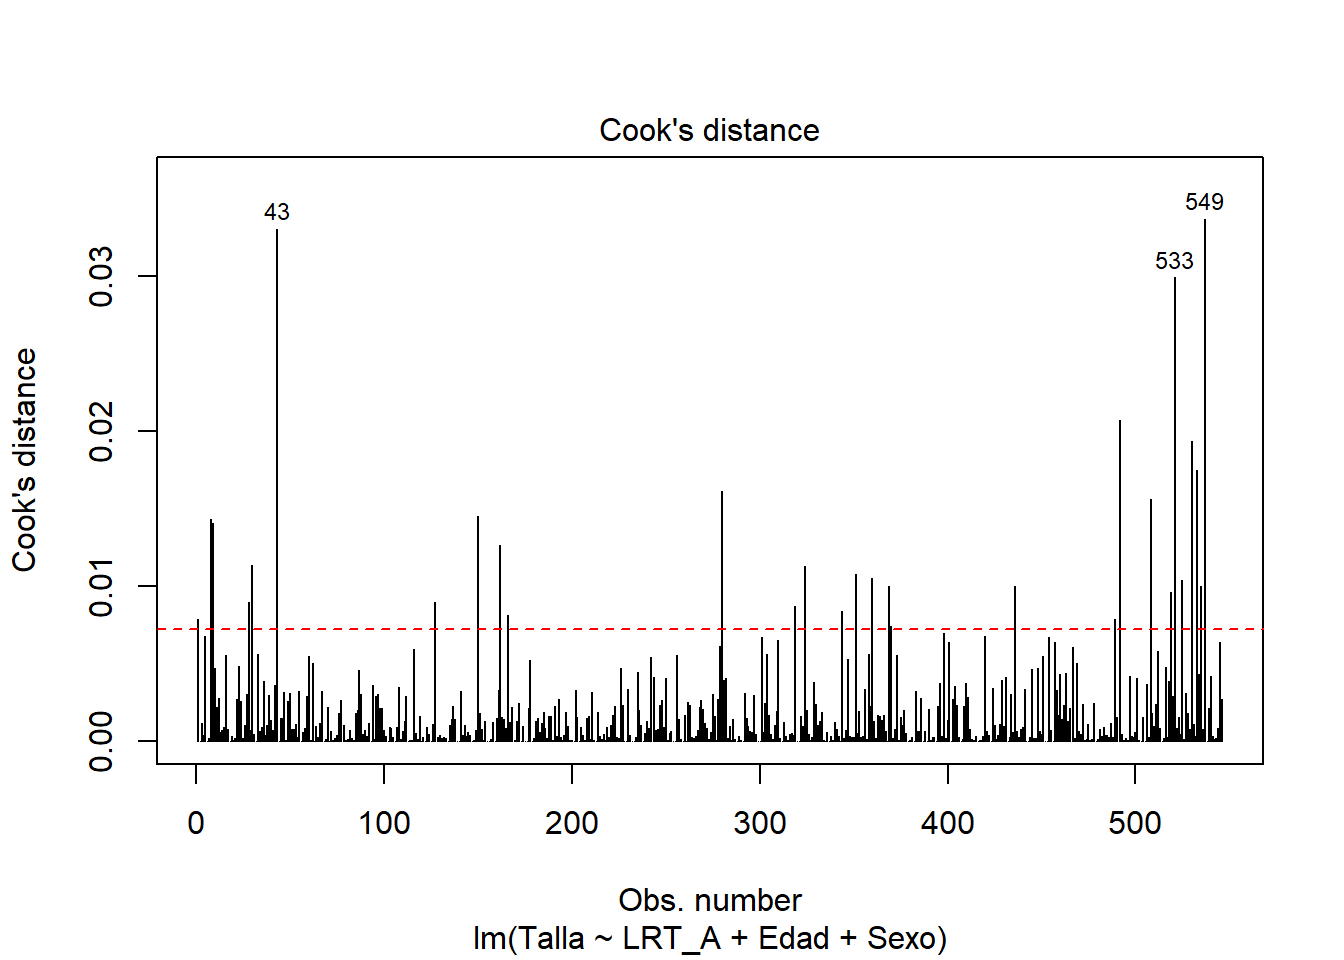 Cook's distance
43
549
533
Cook's distance
0.03
0.02
0.01
0.00
0 100 200 300 400 500
Obs. number
lm(Talla ~ LRT_A + Edad + Sexo)